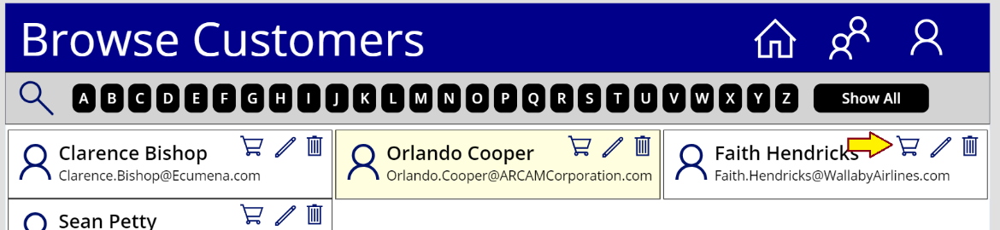 Browse Customers
A B C D E F G H I J K L M N O P Q R S T U V W X Y Z Show All
Clarence Bishop
Clarence.Bishop@Ecumena.com
Orlando Cooper
Orlando.Cooper@ARCAMCorporation.com
Faith Hendricks
Faith.Hendricks@WallabyAirlines.com
Sean Petty